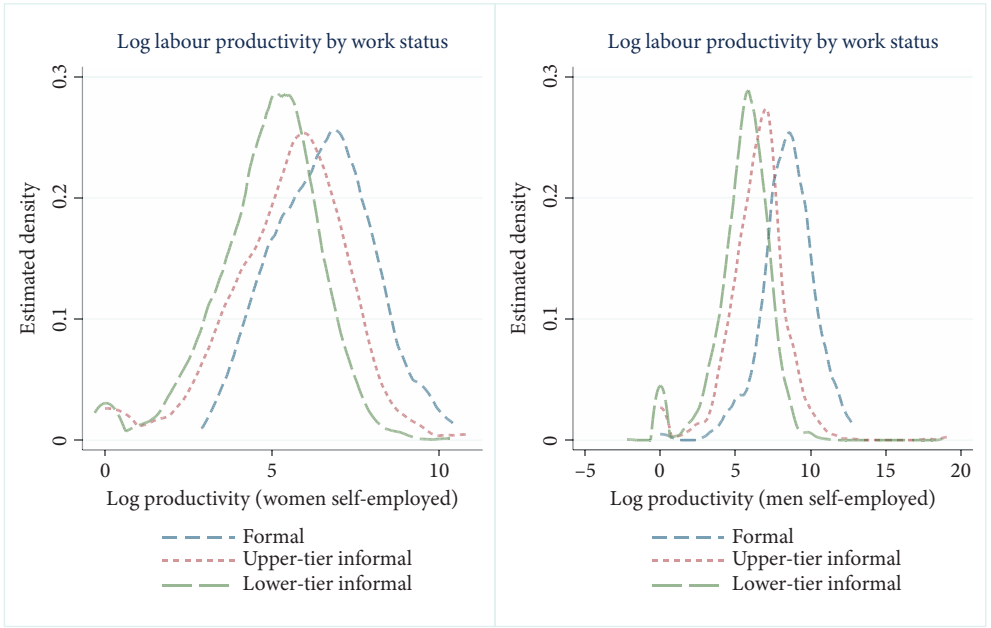 Log labour productivity by work status
Estimated density
0.3
0.2
0.1
0
0 5 10
Log productivity (women self-employed)
Formal
Upper-tier informal
Lower-tier informal
Log labour productivity by work status
Estimated density
0.3
0.2
0.1
0
–5 0 5 10 15 20
Log productivity (men self-employed)
Formal
Upper-tier informal
Lower-tier informal